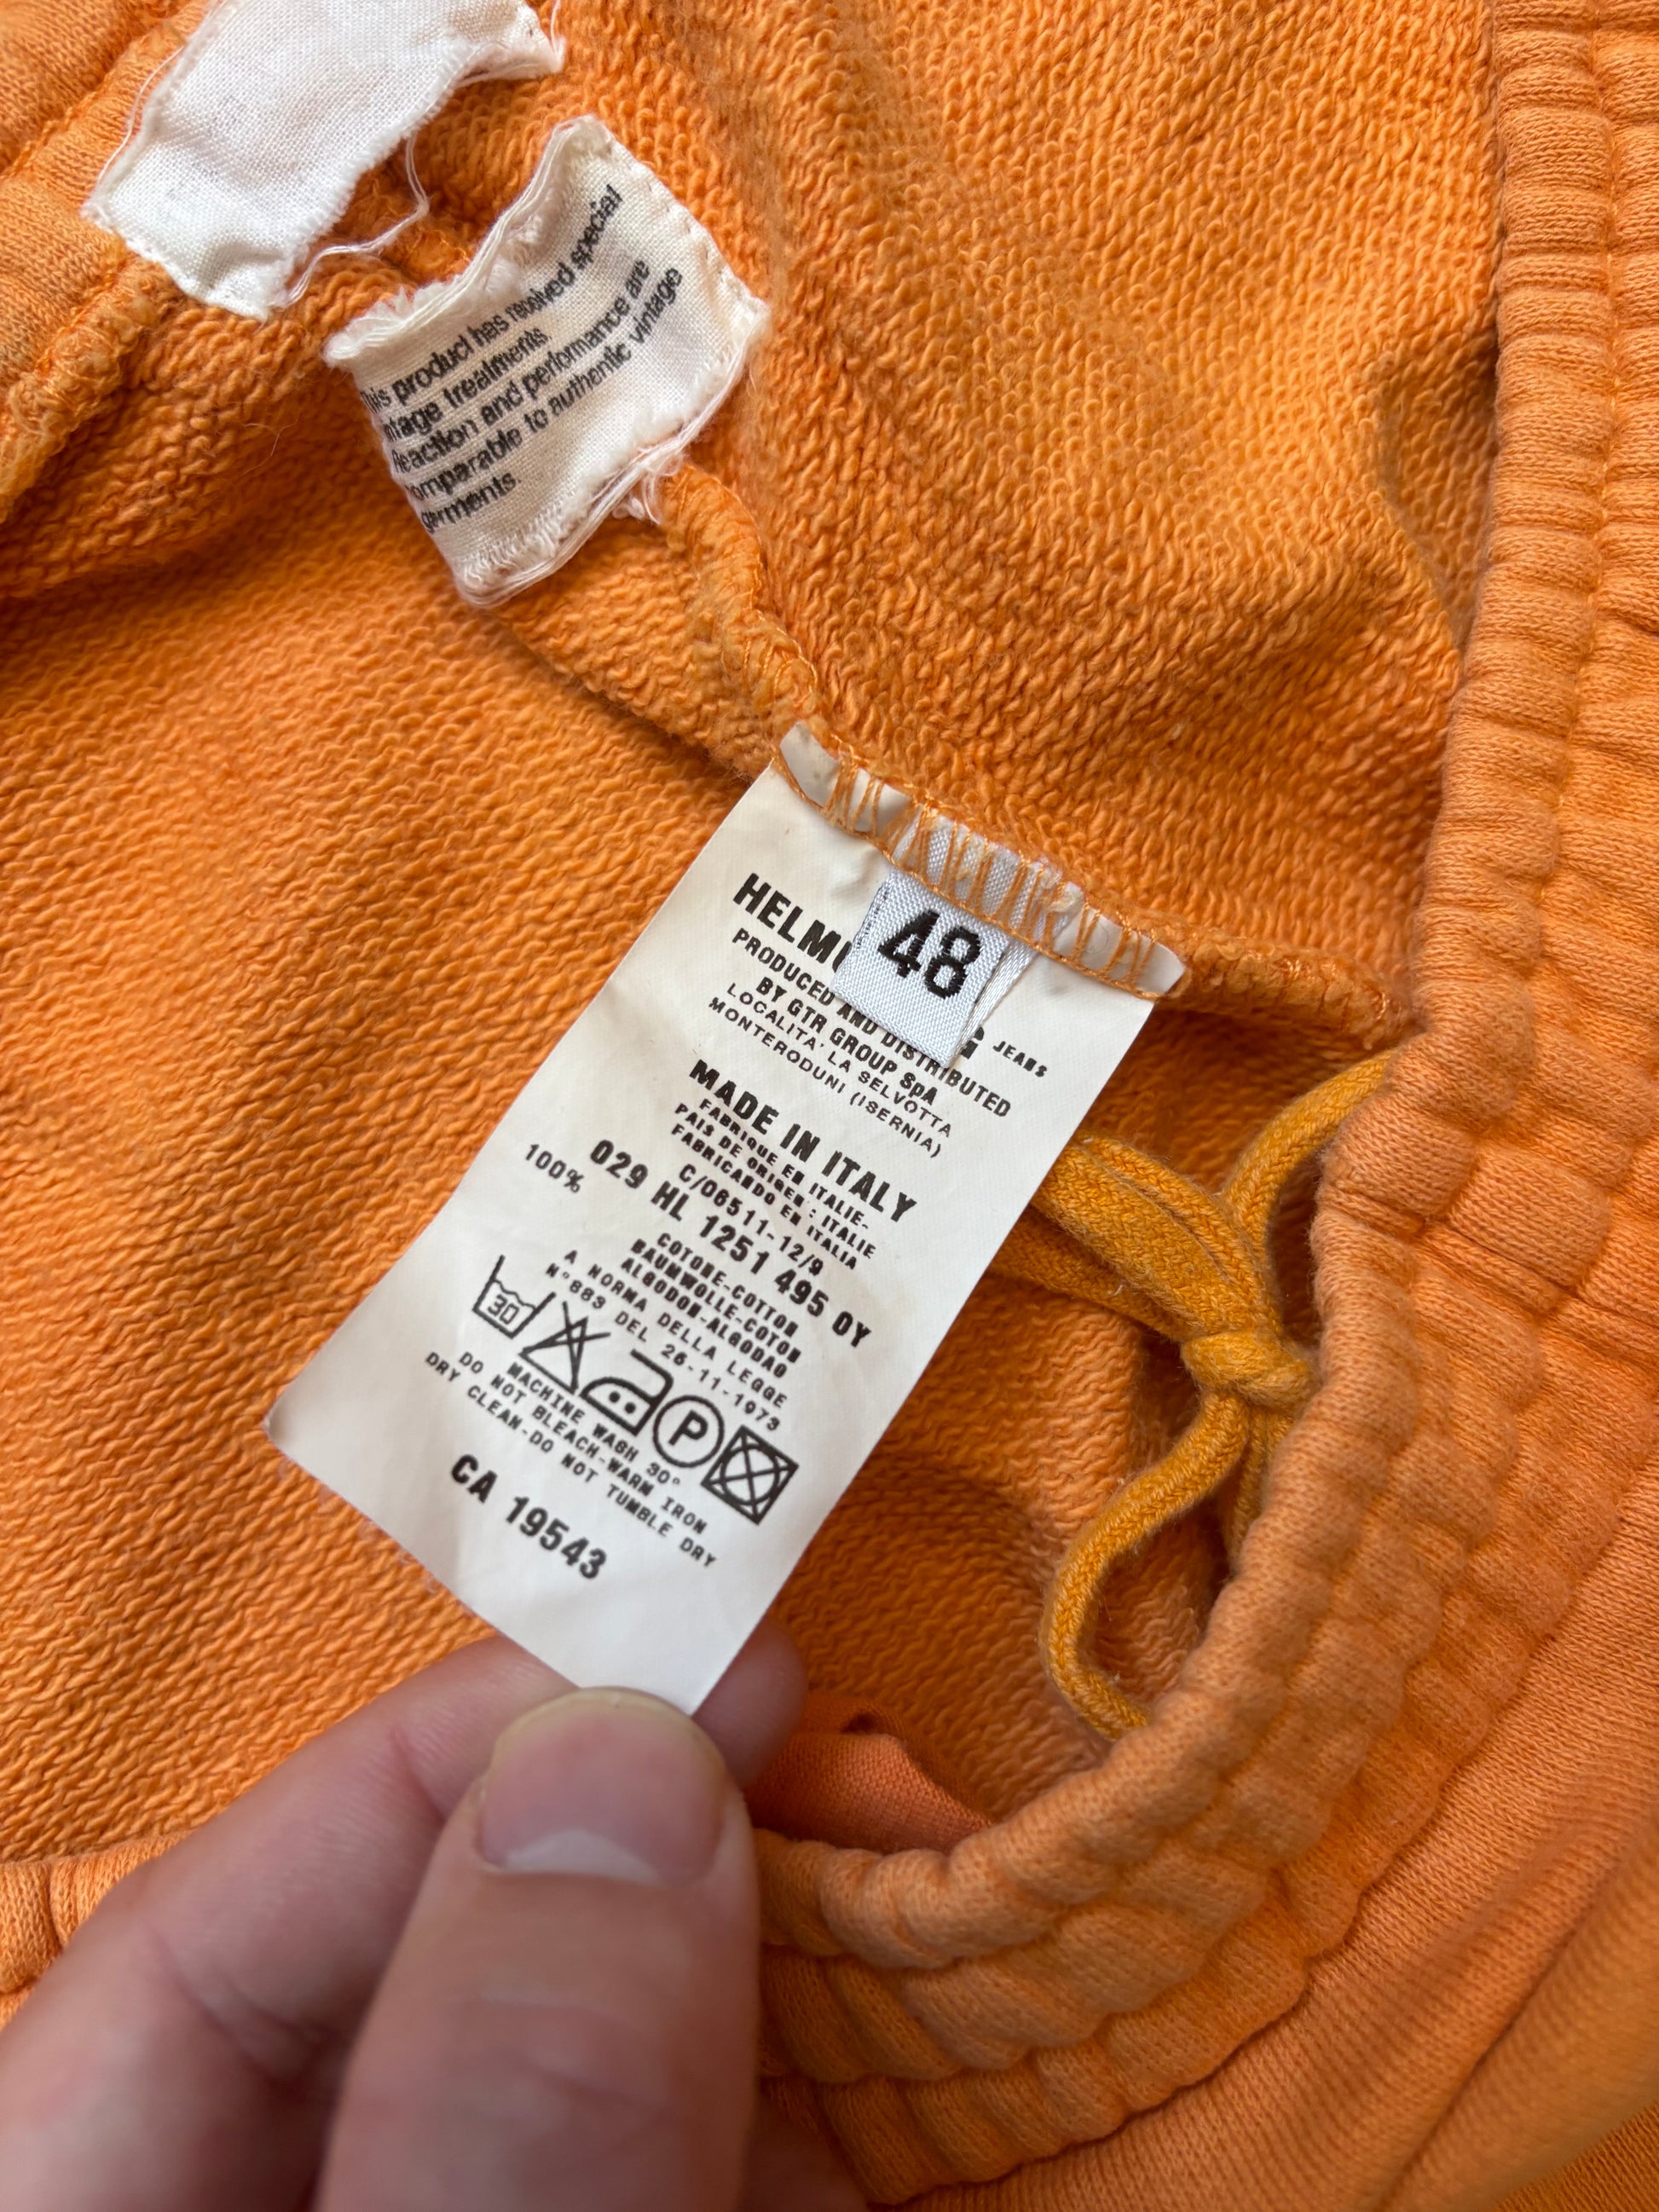 This product has received special
vintage treatments.
Reaction and performance are
comparable to authentic vintage
garments.
48
HELMU
G JEANS
PRODUCED AND DISTRIBUTED
BY GTR GROUP SpA
LOCALITA' LA SELVOTTA
MONTERODUNI (ISERNIA)
MADE IN ITALY
FABRIQUE EN ITALIE-
PAIS DE ORIGEN : ITALIE
FABRICANDO EN ITALIA
C/06511-12/9
029 HL 1251 495 0Y
100% COTONE-COTTON
BAUMWOLLE-COTON
ALGODON-ALGODAO
A NORMA DELLA LEGGE
N°883 DEL 26-11-1973
30
P
DO MACHINE WASH 30°
DO NOT BLEACH-WARM IRON
DRY CLEAN-DO NOT TUMBLE DRY
CA 19543